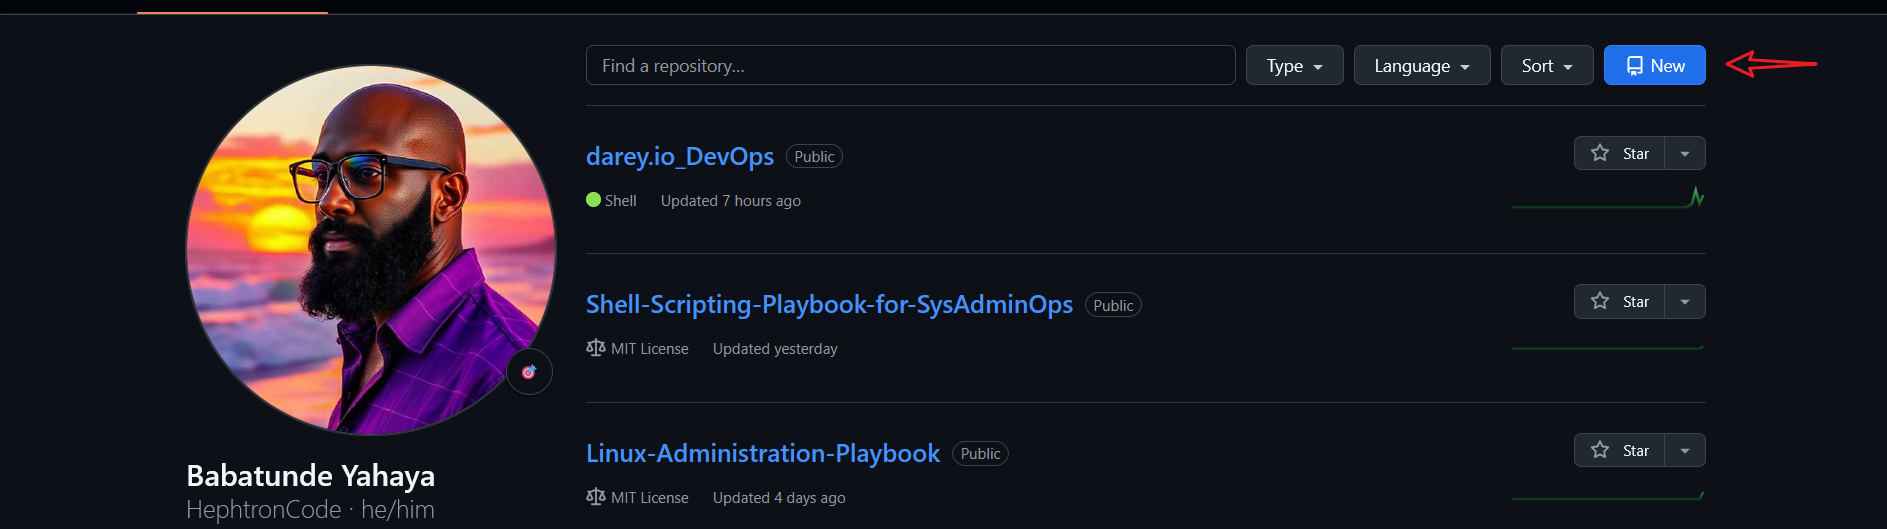 Find a repository...
Type
Language
Sort
New
darey.io_DevOps Public
Star
Shell Updated 7 hours ago
Shell-Scripting-Playbook-for-SysAdminOps Public
Star
MIT License Updated yesterday
Linux-Administration-Playbook Public
Star
MIT License Updated 4 days ago
Babatunde Yahaya
HephtronCode · he/him